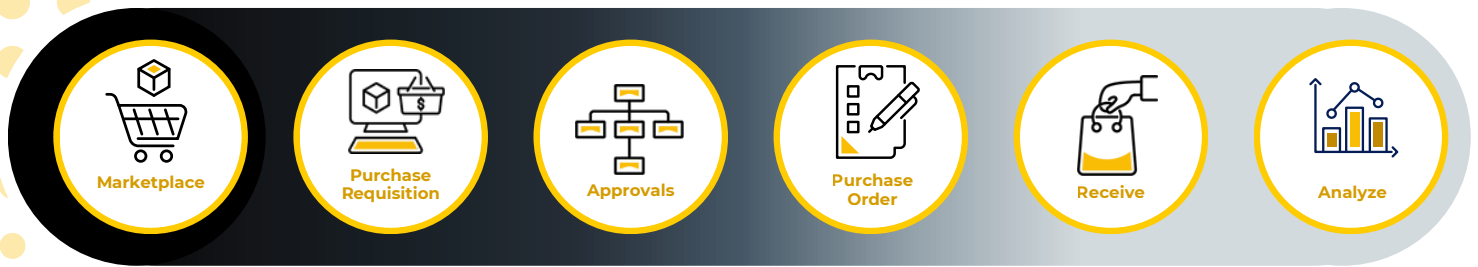 Marketplace
Purchase
Requisition
$
Approvals
Purchase
Order
Receive
Analyze